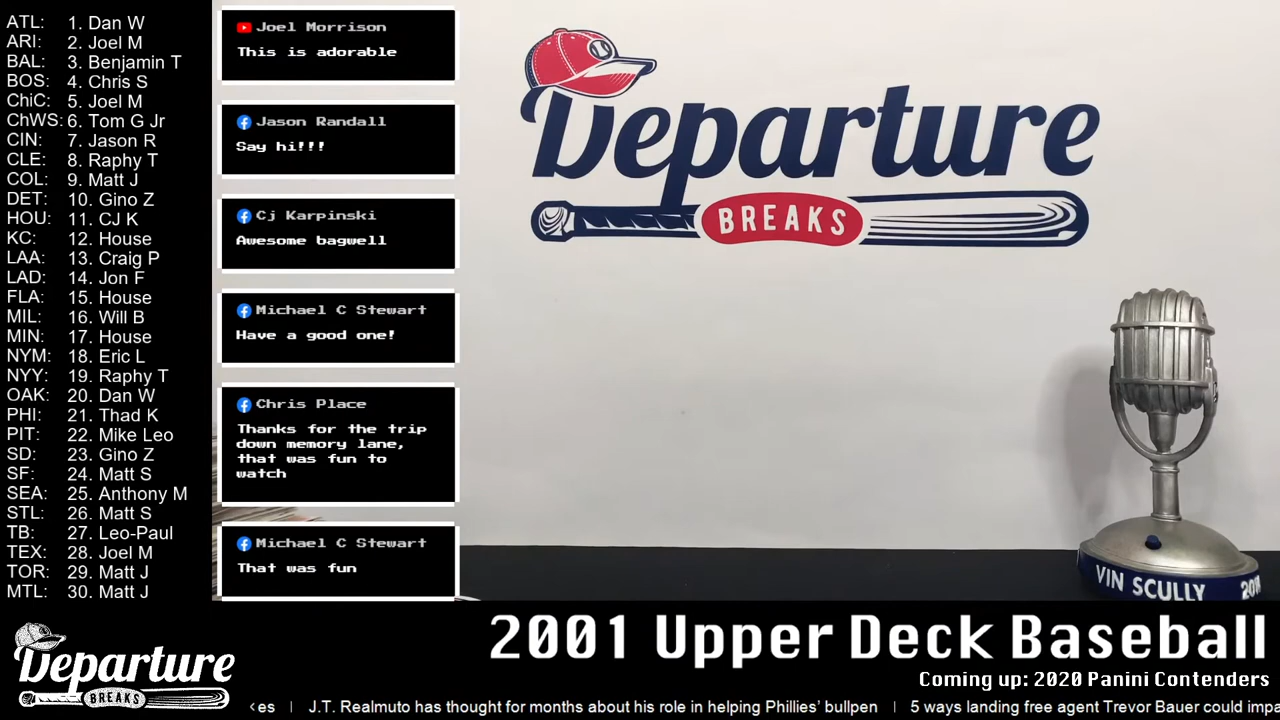 ATL: 1. Dan W
ARI: 2. Joel M
BAL: 3. Benjamin T
BOS: 4. Chris S
ChiC: 5. Joel M
ChWS: 6. Tom G Jr
CIN: 7. Jason R
CLE: 8. Raphy T
COL: 9. Matt J
DET: 10. Gino Z
HOU: 11. CJ K
KC: 12. House
LAA: 13. Craig P
LAD: 14. Jon F
FLA: 15. House
MIL: 16. Will B
MIN: 17. House
NYM: 18. Eric L
NYY: 19. Raphy T
OAK: 20. Dan W
PHI: 21. Thad K
PIT: 22. Mike Leo
SD: 23. Gino Z
SF: 24. Matt S
SEA: 25. Anthony M
STL: 26. Matt S
TB: 27. Leo-Paul
TEX: 28. Joel M
TOR: 29. Matt J
MTL: 30. Matt J
Joel Morrison
This is adorable
Jason Randall
Say hi!!!
Cj Karpinski
Awesome bagwell
Michael C Stewart
Have a good one!
Chris Place
Thanks for the trip
down memory lane,
that was fun to
watch
Michael C Stewart
That was fun
Departure
BREAKS
VIN SCULLY
2001 Upper Deck Baseball
Coming up: 2020 Panini Contenders
Departure
BREAKS
es | J.T. Realmuto has thought for months about his role in helping Phillies' bullpen | 5 ways landing free agent Trevor Bauer could impa